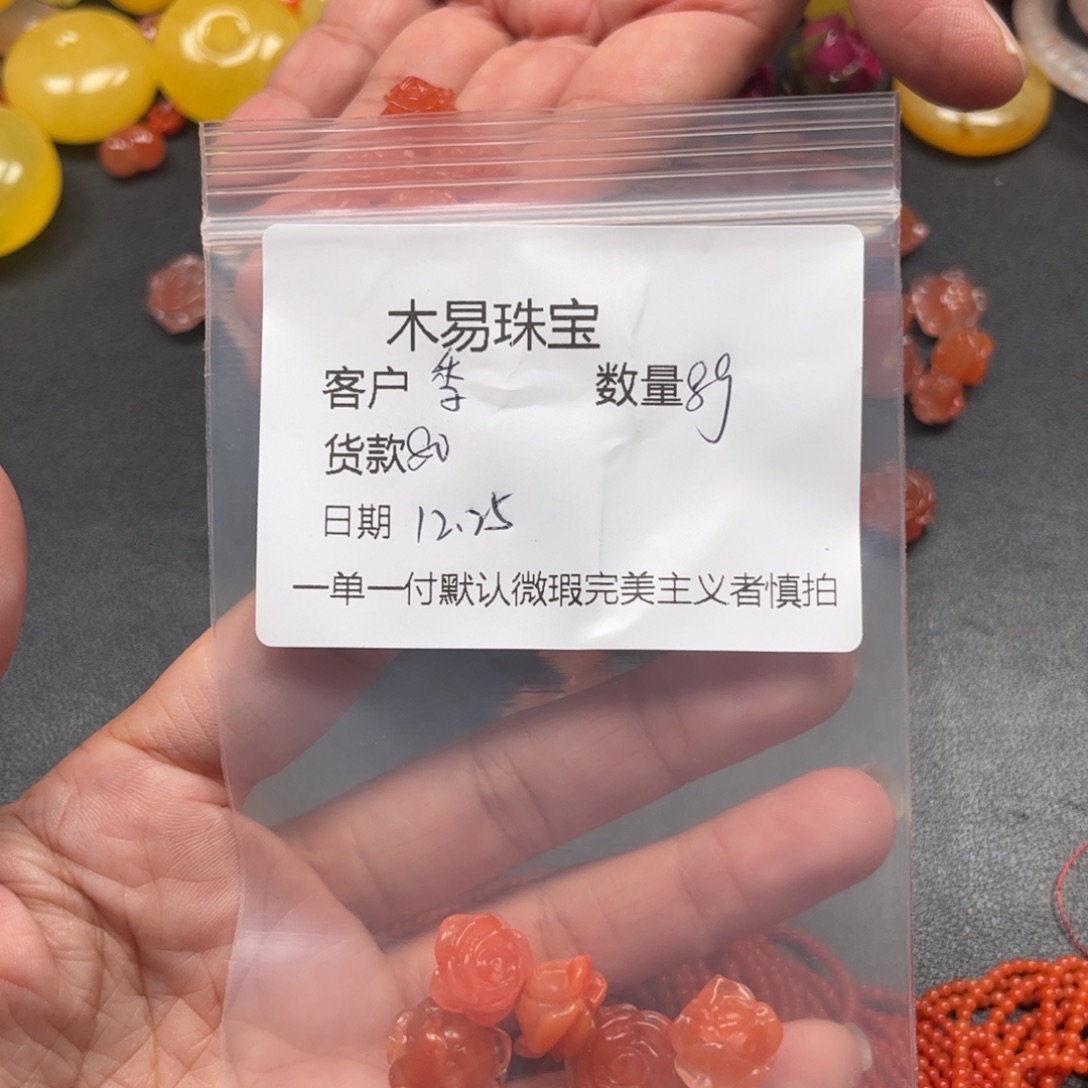 木易珠宝
客户 李 数量 8g
货款 80
日期 12.25
一单一付默认微瑕完美主义者慎拍